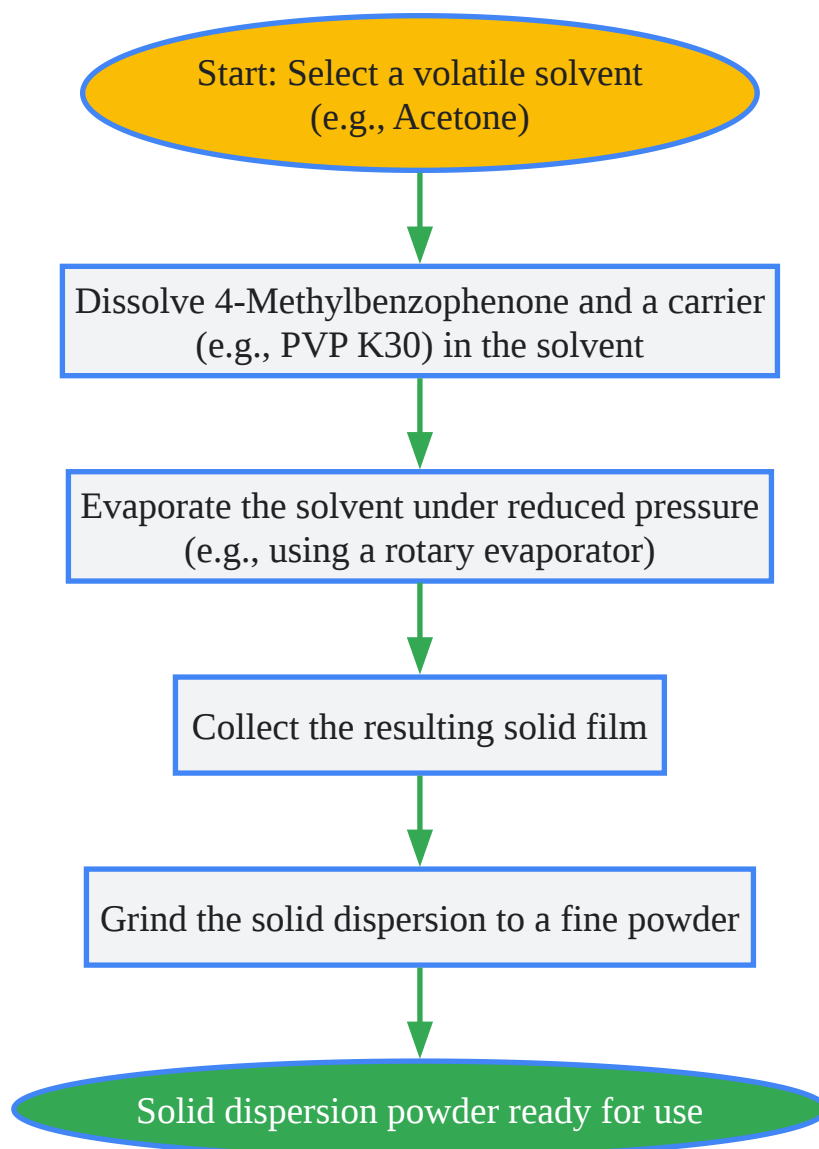 Start: Select a volatile solvent
(e.g., Acetone)
Dissolve 4-Methylbenzophenone and a carrier
(e.g., PVP K30) in the solvent
Evaporate the solvent under reduced pressure
(e.g., using a rotary evaporator)
Collect the resulting solid film
Grind the solid dispersion to a fine powder
Solid dispersion powder ready for use